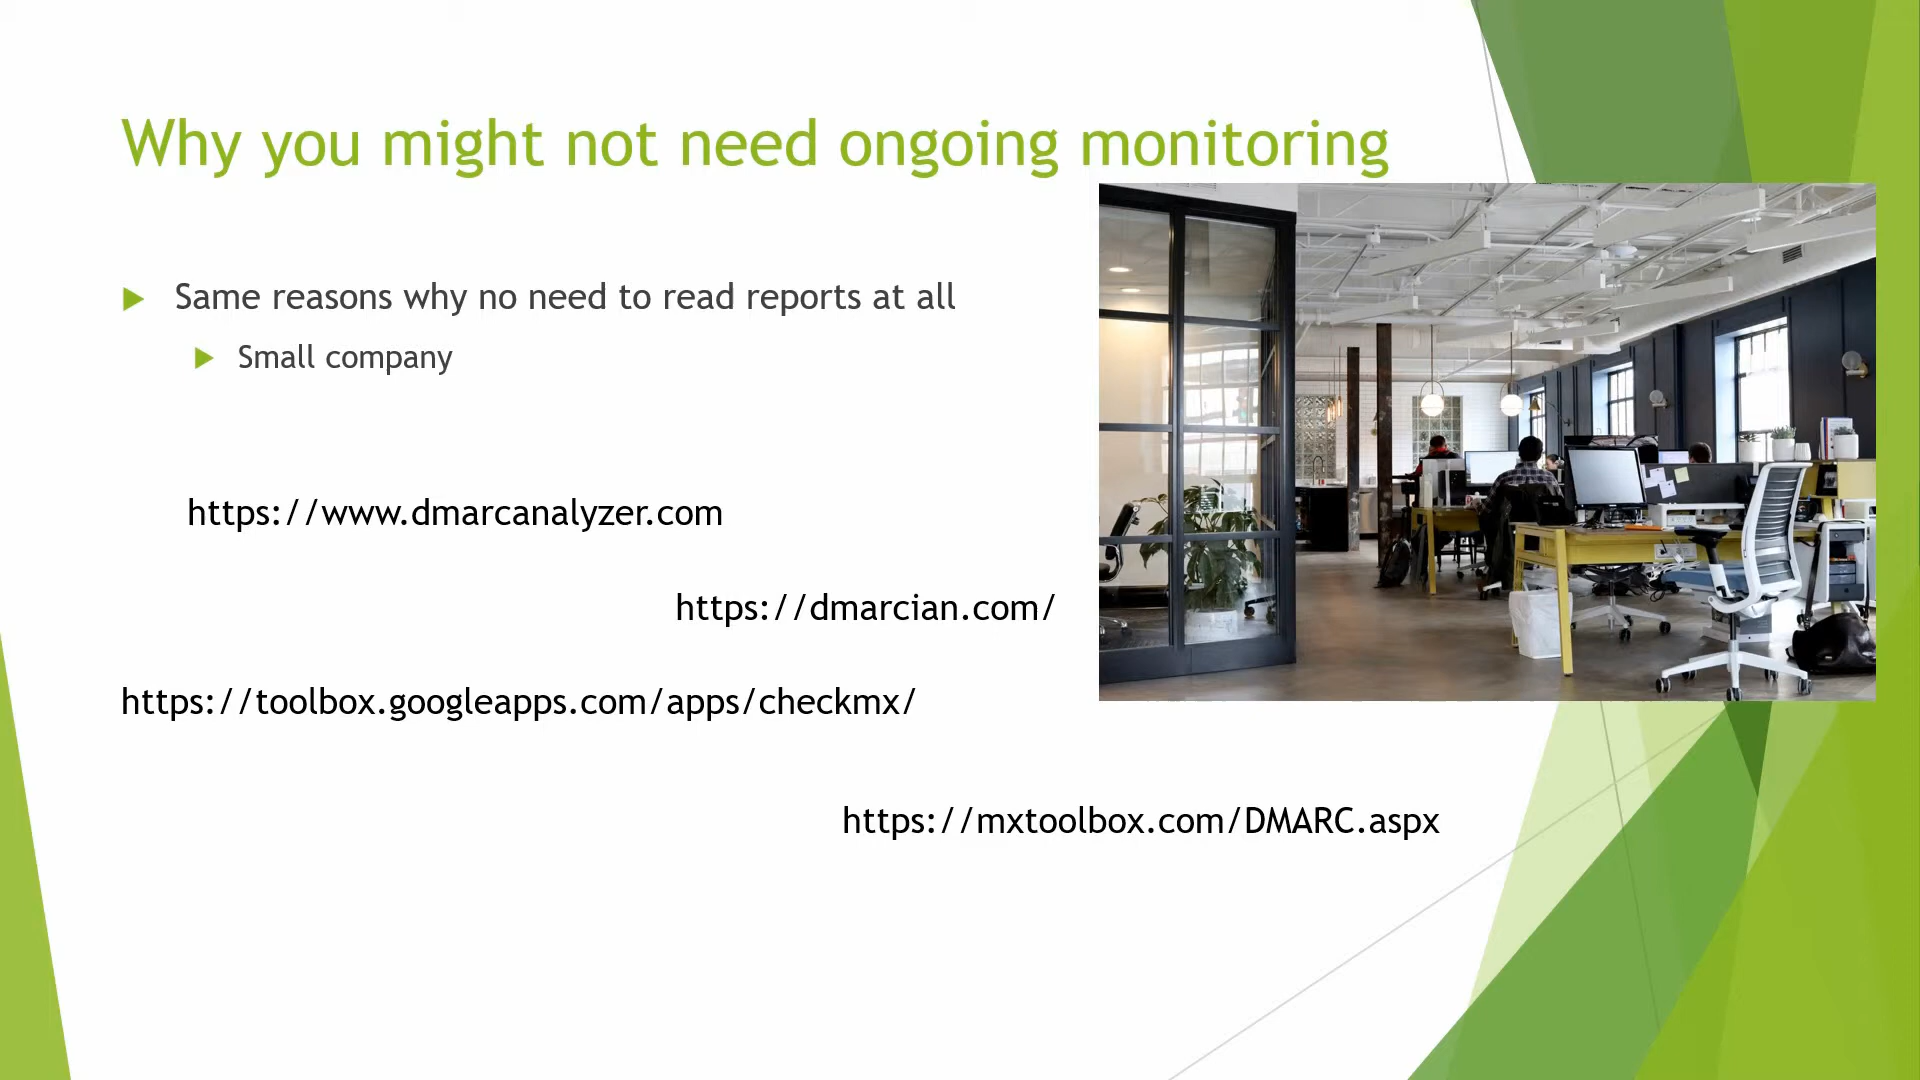 Why you might not need ongoing monitoring
Same reasons why no need to read reports at all
Small company
https://www.dmarcanalyzer.com
https://dmarcian.com/
https://toolbox.googleapps.com/apps/checkmx/
https://mxtoolbox.com/DMARC.aspx